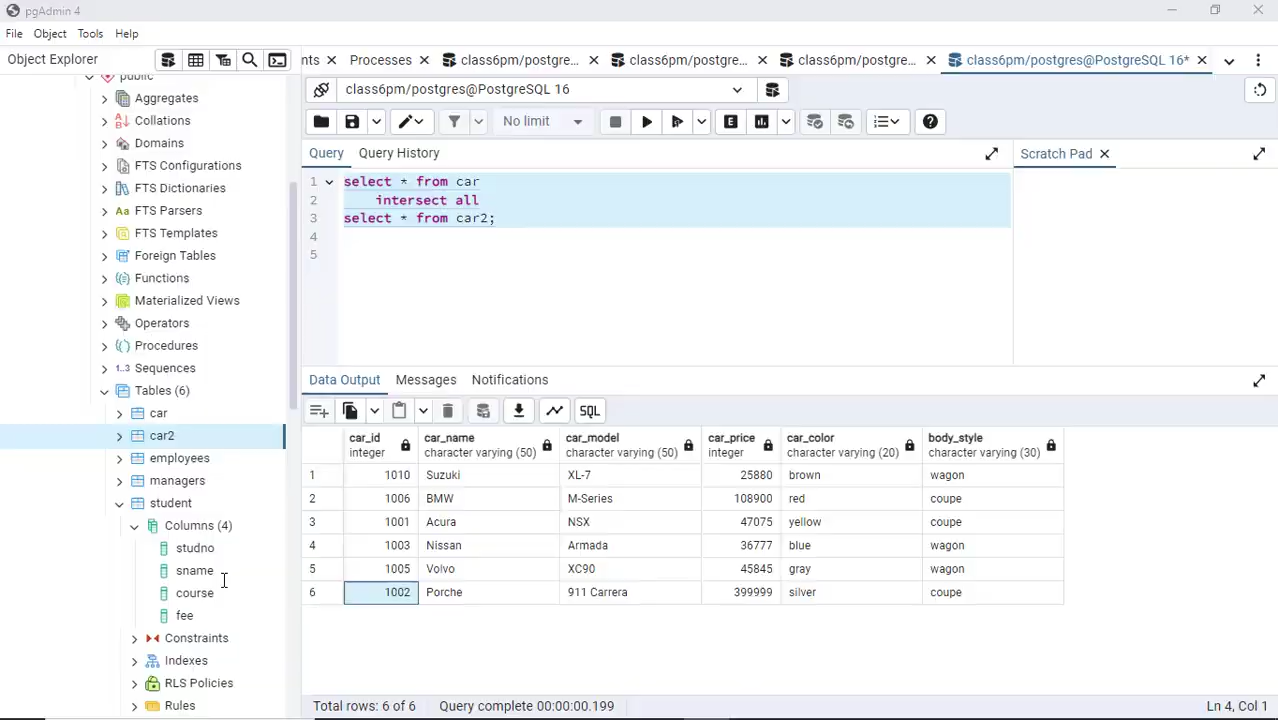 pgAdmin 4
File Object Tools Help
Object Explorer
nts Processes class6pm/postgre... class6pm/postgre... class6pm/postgre... class6pm/postgres@PostgreSQL 16*
class6pm/postgres@PostgreSQL 16
No limit
E
Query Query History
Scratch Pad
1 select * from car
2 intersect all
3 select * from car2;
4
5
public
Aggregates
Collations
Domains
FTS Configurations
FTS Dictionaries
Aa FTS Parsers
FTS Templates
Foreign Tables
Functions
Materialized Views
Operators
Procedures
1..3 Sequences
Tables (6)
car
car2
employees
managers
student
Columns (4)
studno
sname
course
fee
Constraints
Indexes
RLS Policies
Rules
Data Output Messages Notifications
SQL
car_id integer car_name character varying (50) car_model character varying (50) car_price integer car_color character varying (20) body_style character varying (30)
1 1010 Suzuki XL-7 25880 brown wagon
2 1006 BMW M-Series 108900 red coupe
3 1001 Acura NSX 47075 yellow coupe
4 1003 Nissan Armada 36777 blue wagon
5 1005 Volvo XC90 45845 gray wagon
6 1002 Porche 911 Carrera 399999 silver coupe
Total rows: 6 of 6 Query complete 00:00:00.199 Ln 4, Col 1